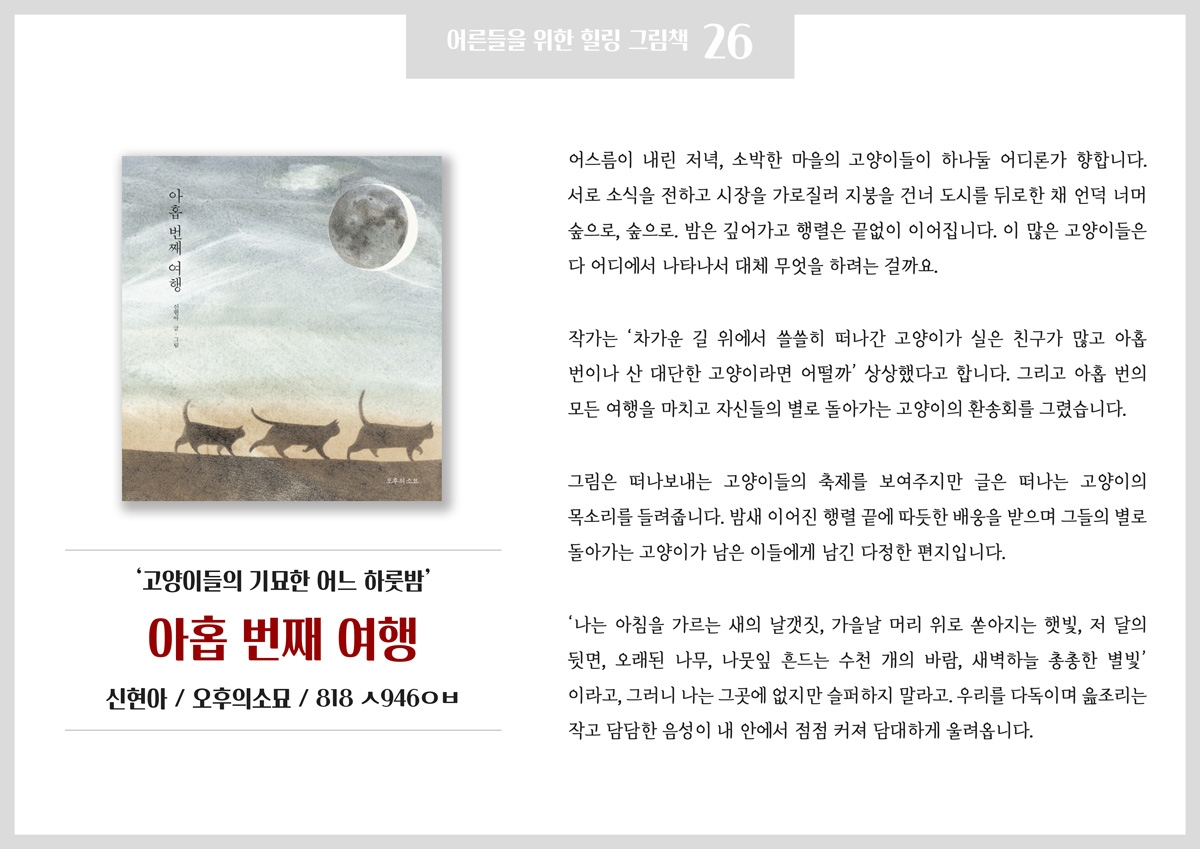 어른들을 위한 힐링 그림책 26
아홉 번째 여행
신현아 글·그림
오후의소묘
‘고양이들의 기묘한 어느 하룻밤’
아홉 번째 여행
신현아 / 오후의소묘 / 818 ㅅ946ㅇㅂ
어스름이 내린 저녁, 소박한 마을의 고양이들이 하나둘 어디론가 향합니다.
서로 소식을 전하고 시장을 가로질러 지붕을 건너 도시를 뒤로한 채 언덕 너머
숲으로, 숲으로. 밤은 깊어가고 행렬은 끝없이 이어집니다. 이 많은 고양이들은
다 어디에서 나타나서 대체 무엇을 하려는 걸까요.
작가는 ‘차가운 길 위에서 쓸쓸히 떠나간 고양이가 실은 친구가 많고 아홉
번이나 산 대단한 고양이라면 어떨까’ 상상했다고 합니다. 그리고 아홉 번의
모든 여행을 마치고 자신들의 별로 돌아가는 고양이의 환송회를 그렸습니다.
그림은 떠나보내는 고양이들의 축제를 보여주지만 글은 떠나는 고양이의
목소리를 들려줍니다. 밤새 이어진 행렬 끝에 따듯한 배웅을 받으며 그들의 별로
돌아가는 고양이가 남은 이들에게 남긴 다정한 편지입니다.
‘나는 아침을 가르는 새의 날갯짓, 가을날 머리 위로 쏟아지는 햇빛, 저 달의
뒷면, 오래된 나무, 나뭇잎 흔드는 수천 개의 바람, 새벽하늘 총총한 별빛’
이라고, 그러니 나는 그곳에 없지만 슬퍼하지 말라고. 우리를 다독이며 읊조리는
작고 담담한 음성이 내 안에서 점점 커져 담대하게 울려옵니다.